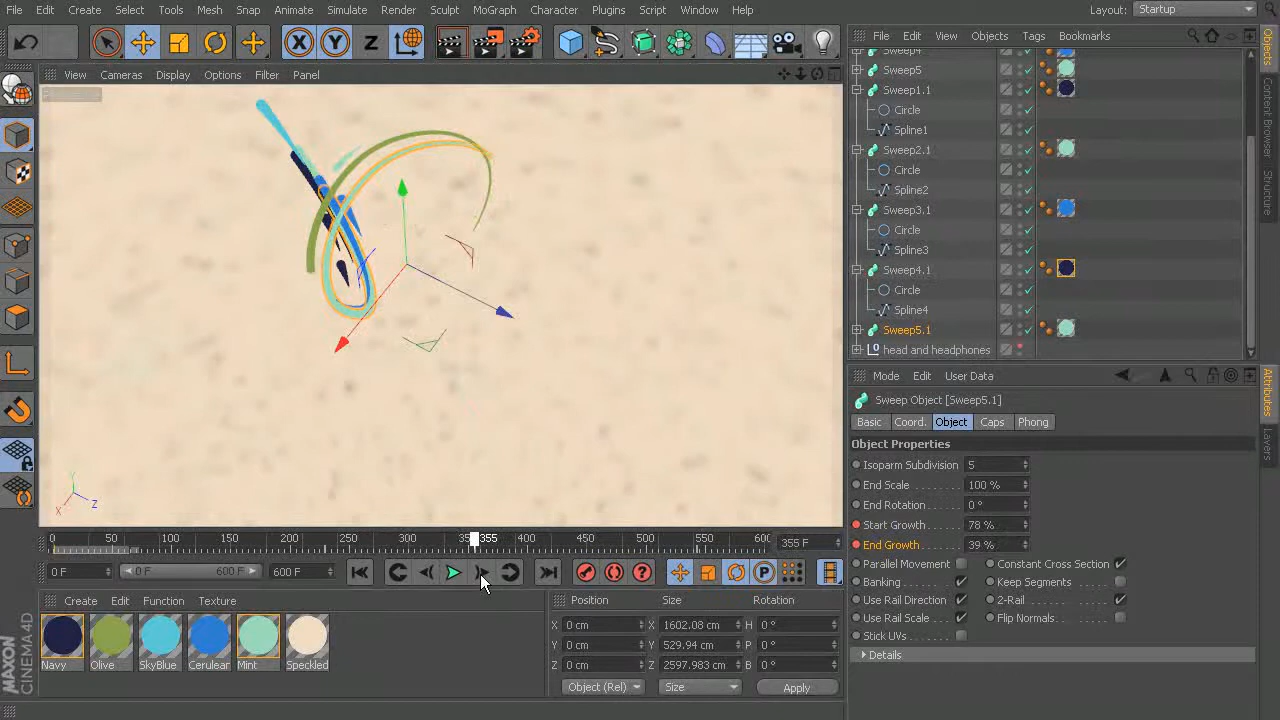 File Create Select Mesh Snap Animate Simulate Render Sculpt MoGraph Character Plugins Script Window Help
Layout: Startup
File Edit View Objects Tags Bookmarks
View Cameras Display Options Filter Panel
Sweep4
Sweep5
Sweep1.1
Circle
Spline1
Sweep2.1
Circle
Spline2
Sweep3.1
Circle
Spline3
Sweep4.1
Circle
Spline4
Sweep5.1
head and headphones
Objects
Content Browser
Structure
Mode Edit User Data
Sweep Object [Sweep5.1]
Basic Coord. Object Caps Phong
Object Properties
Isoparm Subdivision 5
End Scale 100 %
End Rotation 0 °
Start Growth 78 %
End Growth 39 %
Parallel Movement Constant Cross Section
Banking Keep Segments
Use Rail Direction 2-Rail
Use Rail Scale Flip Normals
Stick UVs
Details
Attributes
Layers
Y
X Z
0 50 100 150 200 250 300 355 400 450 500 550 600 355 F
0 F 0 F 600 F 600 F
Create Edit Function Texture
Navy Olive SkyBlue Cerulear Mint Speckled
Position Size Rotation
X 0 cm X 1602.08 cm H 0 °
Y 0 cm Y 529.94 cm P 0 °
Z 0 cm Z 2597.983 cm B 0 °
Object (Rel) Size Apply
MAXON
CINEMA 4D